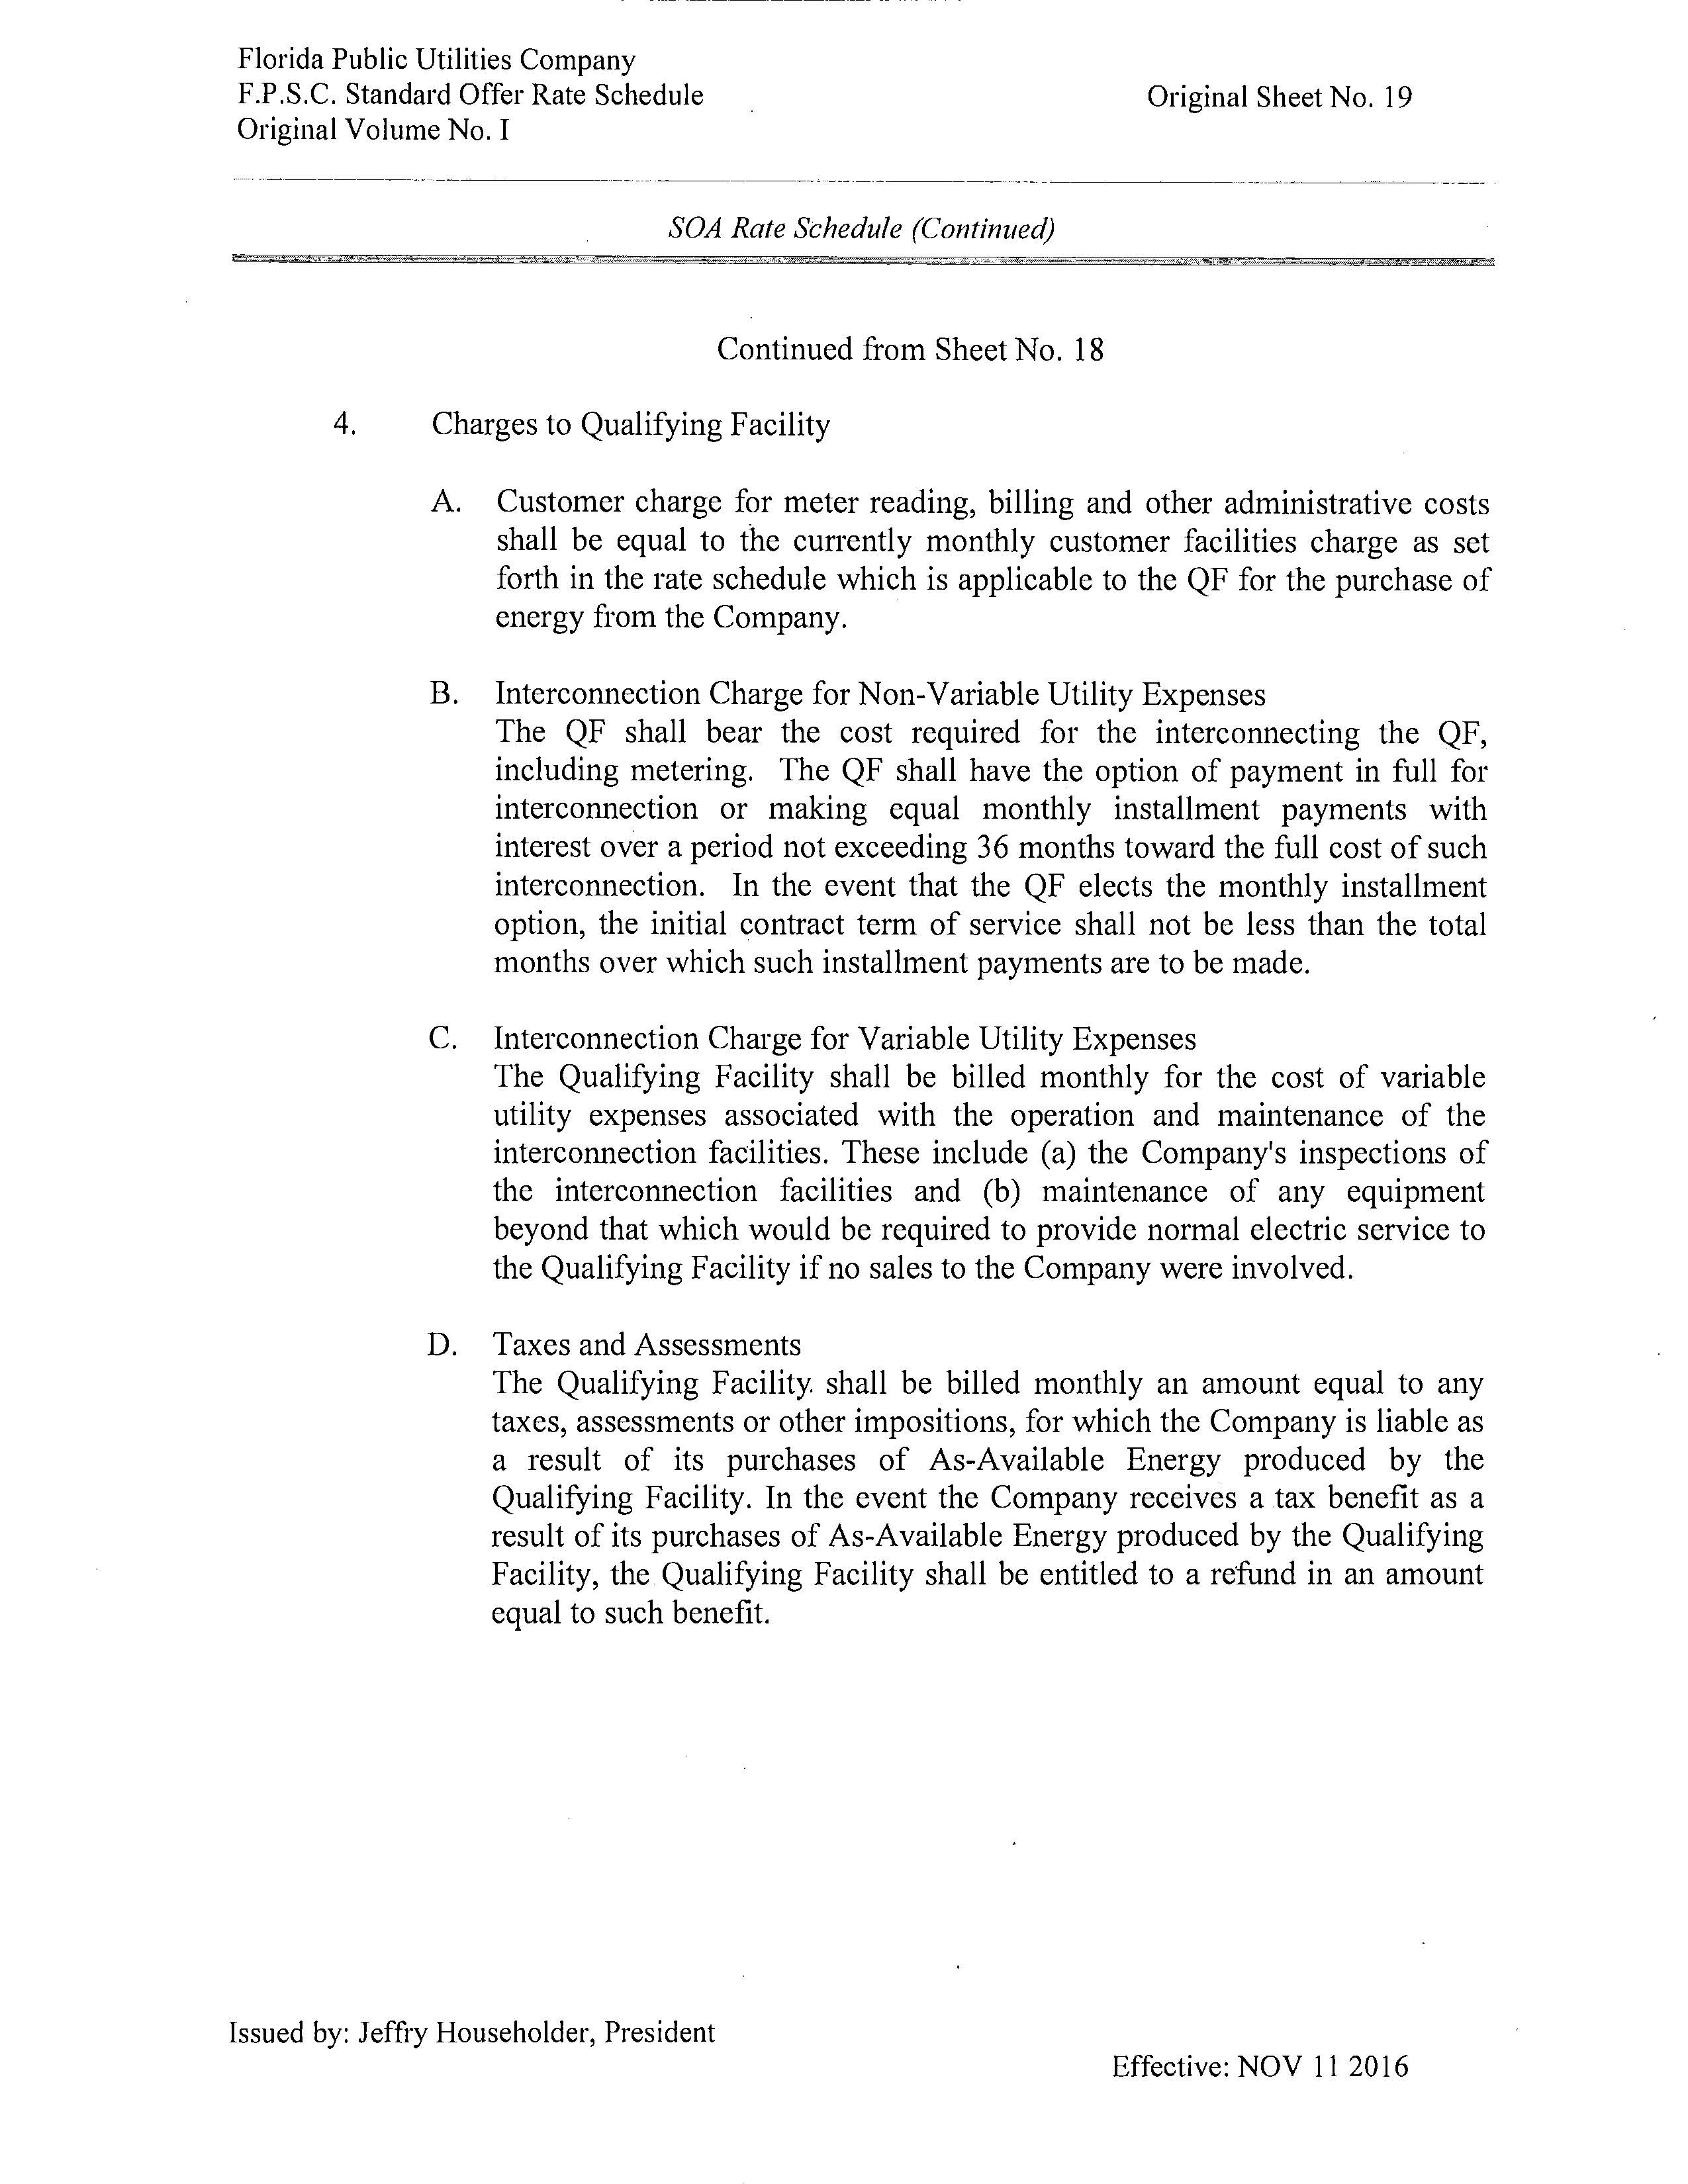 Florida Public Utilities Company
F.P.S.C. Standard Offer Rate Schedule
Original Sheet No. 19
Original Volume No. I
SOA Rate Schedule (Continued)
Continued from Sheet No. 18
4. Charges to Qualifying Facility
A. Customer charge for meter reading, billing and other administrative costs
shall be equal to the currently monthly customer facilities charge as set
forth in the rate schedule which is applicable to the QF for the purchase of
energy from the Company.
B. Interconnection Charge for Non-Variable Utility Expenses
The QF shall bear the cost required for the interconnecting the QF,
including metering. The QF shall have the option of payment in full for
interconnection or making equal monthly installment payments with
interest over a period not exceeding 36 months toward the full cost of such
interconnection. In the event that the QF elects the monthly installment
option, the initial contract term of service shall not be less than the total
months over which such installment payments are to be made.
C. Interconnection Charge for Variable Utility Expenses
The Qualifying Facility shall be billed monthly for the cost of variable
utility expenses associated with the operation and maintenance of the
interconnection facilities. These include (a) the Company's inspections of
the interconnection facilities and (b) maintenance of any equipment
beyond that which would be required to provide normal electric service to
the Qualifying Facility if no sales to the Company were involved.
D. Taxes and Assessments
The Qualifying Facility. shall be billed monthly an amount equal to any
taxes, assessments or other impositions, for which the Company is liable as
a result of its purchases of As-Available Energy produced by the
Qualifying Facility. In the event the Company receives a tax benefit as a
result of its purchases of As-Available Energy produced by the Qualifying
Facility, the Qualifying Facility shall be entitled to a refund in an amount
equal to such benefit.
Issued by: Jeffry Householder, President
Effective: NOV 11 2016